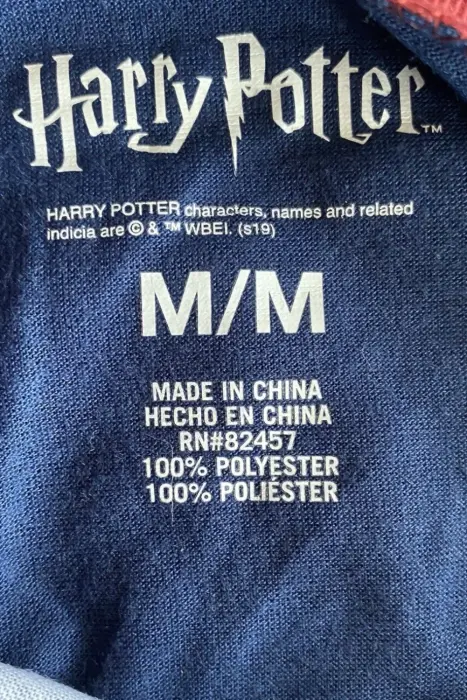 Harry Potter™
HARRY POTTER characters, names and related
indicia are © & ™ WBEI. (s19)
M/M
MADE IN CHINA
HECHO EN CHINA
RN#82457
100% POLYESTER
100% POLIÉSTER